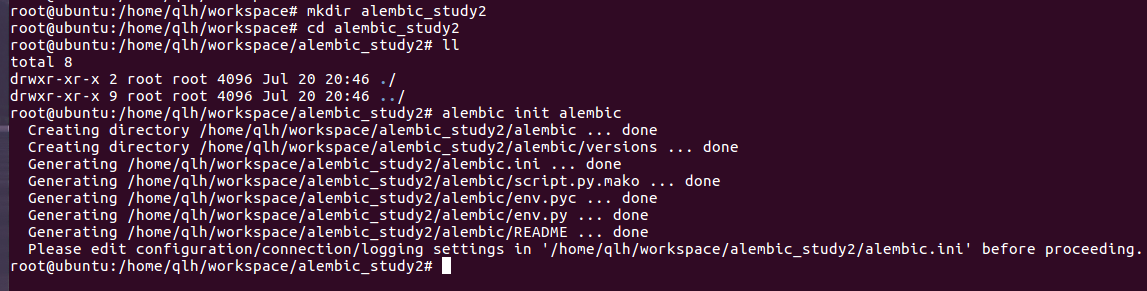 root@ubuntu:/home/qlh/workspace# mkdir alembic_study2
root@ubuntu:/home/qlh/workspace# cd alembic_study2
root@ubuntu:/home/qlh/workspace/alembic_study2# ll
total 8
drwxr-xr-x 2 root root 4096 Jul 20 20:46 ./
drwxr-xr-x 9 root root 4096 Jul 20 20:46 ../
root@ubuntu:/home/qlh/workspace/alembic_study2# alembic init alembic
  Creating directory /home/qlh/workspace/alembic_study2/alembic ... done
  Creating directory /home/qlh/workspace/alembic_study2/alembic/versions ... done
  Generating /home/qlh/workspace/alembic_study2/alembic.ini ... done
  Generating /home/qlh/workspace/alembic_study2/alembic/script.py.mako ... done
  Generating /home/qlh/workspace/alembic_study2/alembic/env.pyc ... done
  Generating /home/qlh/workspace/alembic_study2/alembic/env.py ... done
  Generating /home/qlh/workspace/alembic_study2/alembic/README ... done
  Please edit configuration/connection/logging settings in '/home/qlh/workspace/alembic_study2/alembic.ini' before proceeding.
root@ubuntu:/home/qlh/workspace/alembic_study2#